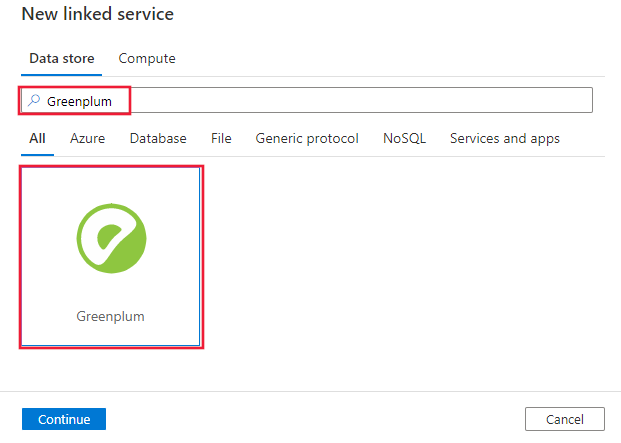 New linked service
Data store Compute
Greenplum
All Azure Database File Generic protocol NoSQL Services and apps
Greenplum
Continue Cancel